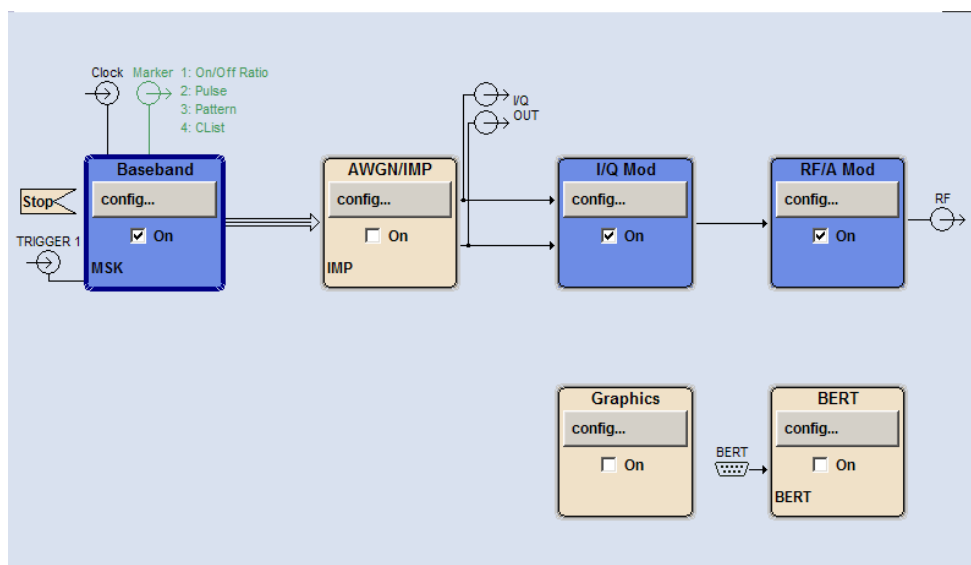 Clock
Marker 1: On/Off Ratio
2: Pulse
3: Pattern
4: CList
I/Q
OUT
Baseband
config...
On
MSK
Stop
TRIGGER 1
AWGN/IMP
config...
On
IMP
I/Q Mod
config...
On
RF/A Mod
config...
On
RF
Graphics
config...
On
BERT
BERT
config...
On
BERT